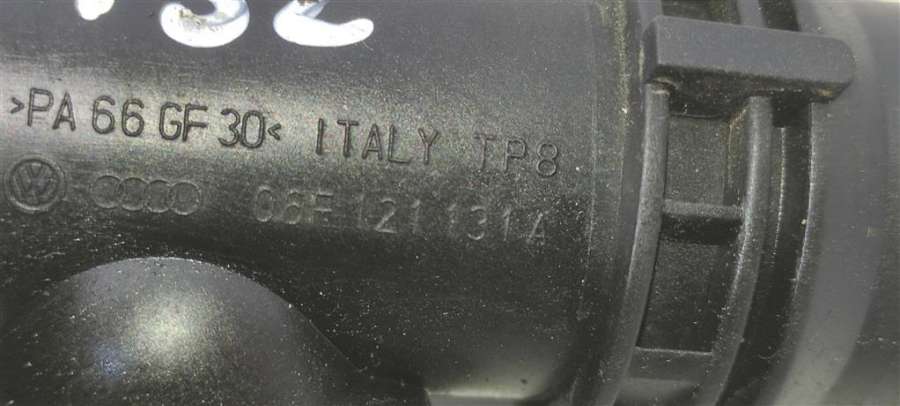 >PA 66 GF 30< ITALY TP8
06F 121 131 A